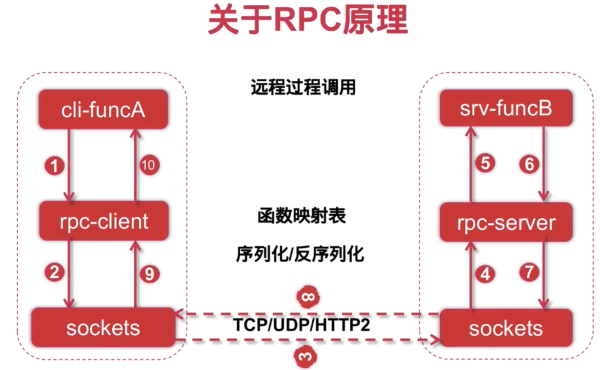 关于RPC原理
远程过程调用
cli-funcA
srv-funcB
1
10
5
6
函数映射表
rpc-client
rpc-server
序列化/反序列化
2
9
4
7
8
TCP/UDP/HTTP2
sockets
sockets
3